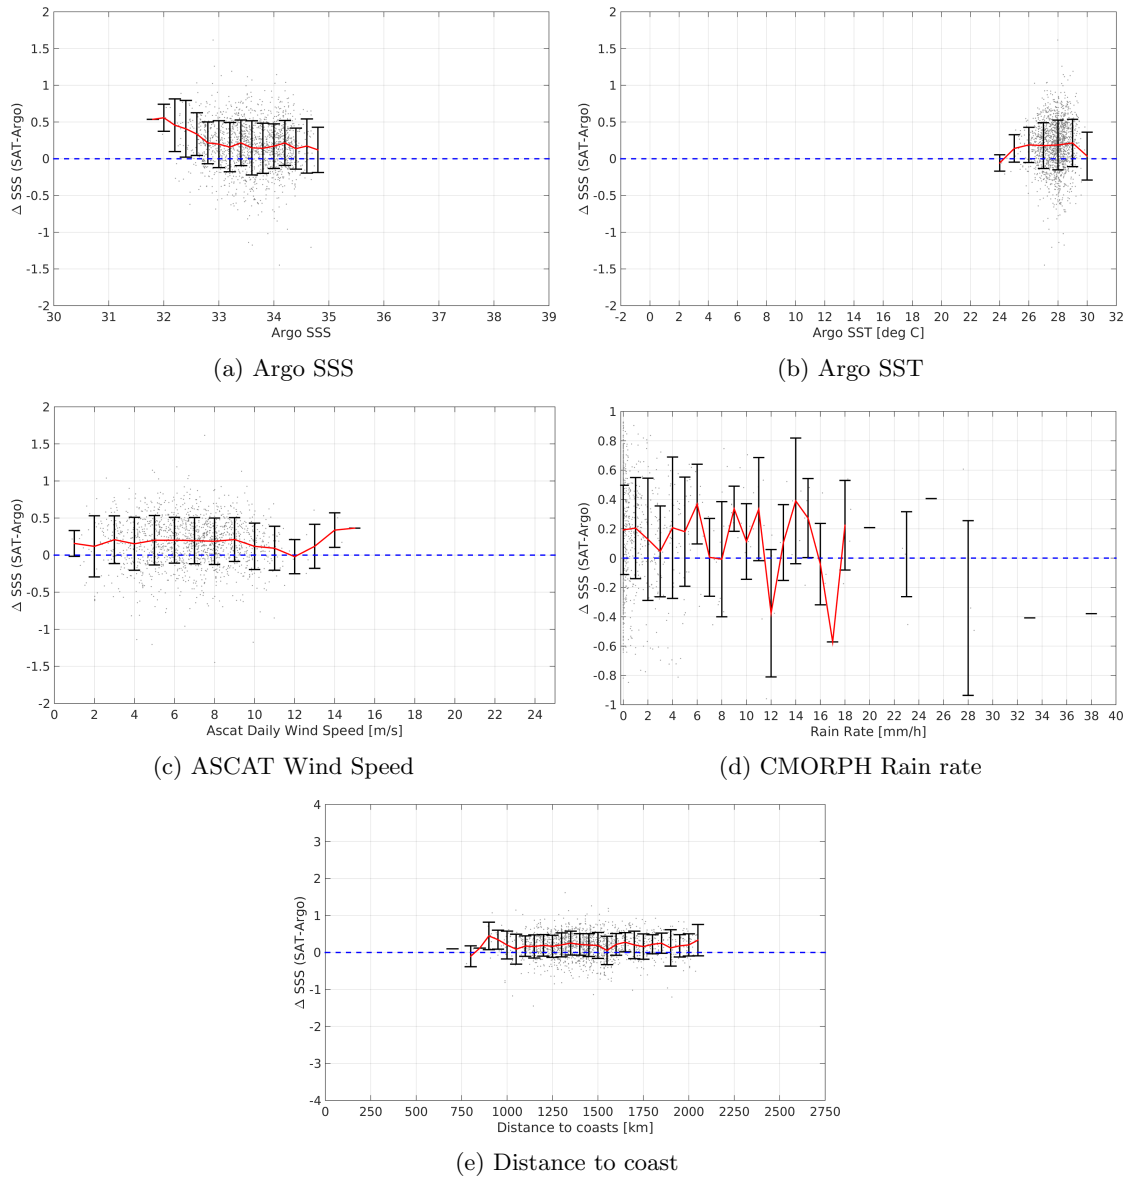 2
1.5
1
0.5
0
-0.5
-1
-1.5
-2
30 31 32 33 34 35 36 37 38 39
Δ SSS (SAT-Argo)
Argo SSS
(a) Argo SSS
2
1.5
1
0.5
0
-0.5
-1
-1.5
-2
-2 0 2 4 6 8 10 12 14 16 18 20 22 24 26 28 30 32
Δ SSS (SAT-Argo)
Argo SST [deg C]
(b) Argo SST
2
1.5
1
0.5
0
-0.5
-1
-1.5
-2
0 2 4 6 8 10 12 14 16 18 20 22 24
Δ SSS (SAT-Argo)
Ascat Daily Wind Speed [m/s]
(c) ASCAT Wind Speed
1
0.8
0.6
0.4
0.2
0
-0.2
-0.4
-0.6
-0.8
-1
0 2 4 6 8 10 12 14 16 18 20 22 24 26 28 30 32 34 36 38 40
Δ SSS (SAT-Argo)
Rain Rate [mm/h]
(d) CMORPH Rain rate
4
3
2
1
0
-1
-2
-3
-4
0 250 500 750 1000 1250 1500 1750 2000 2250 2500 2750
Δ SSS (SAT-Argo)
Distance to coasts [km]
(e) Distance to coast